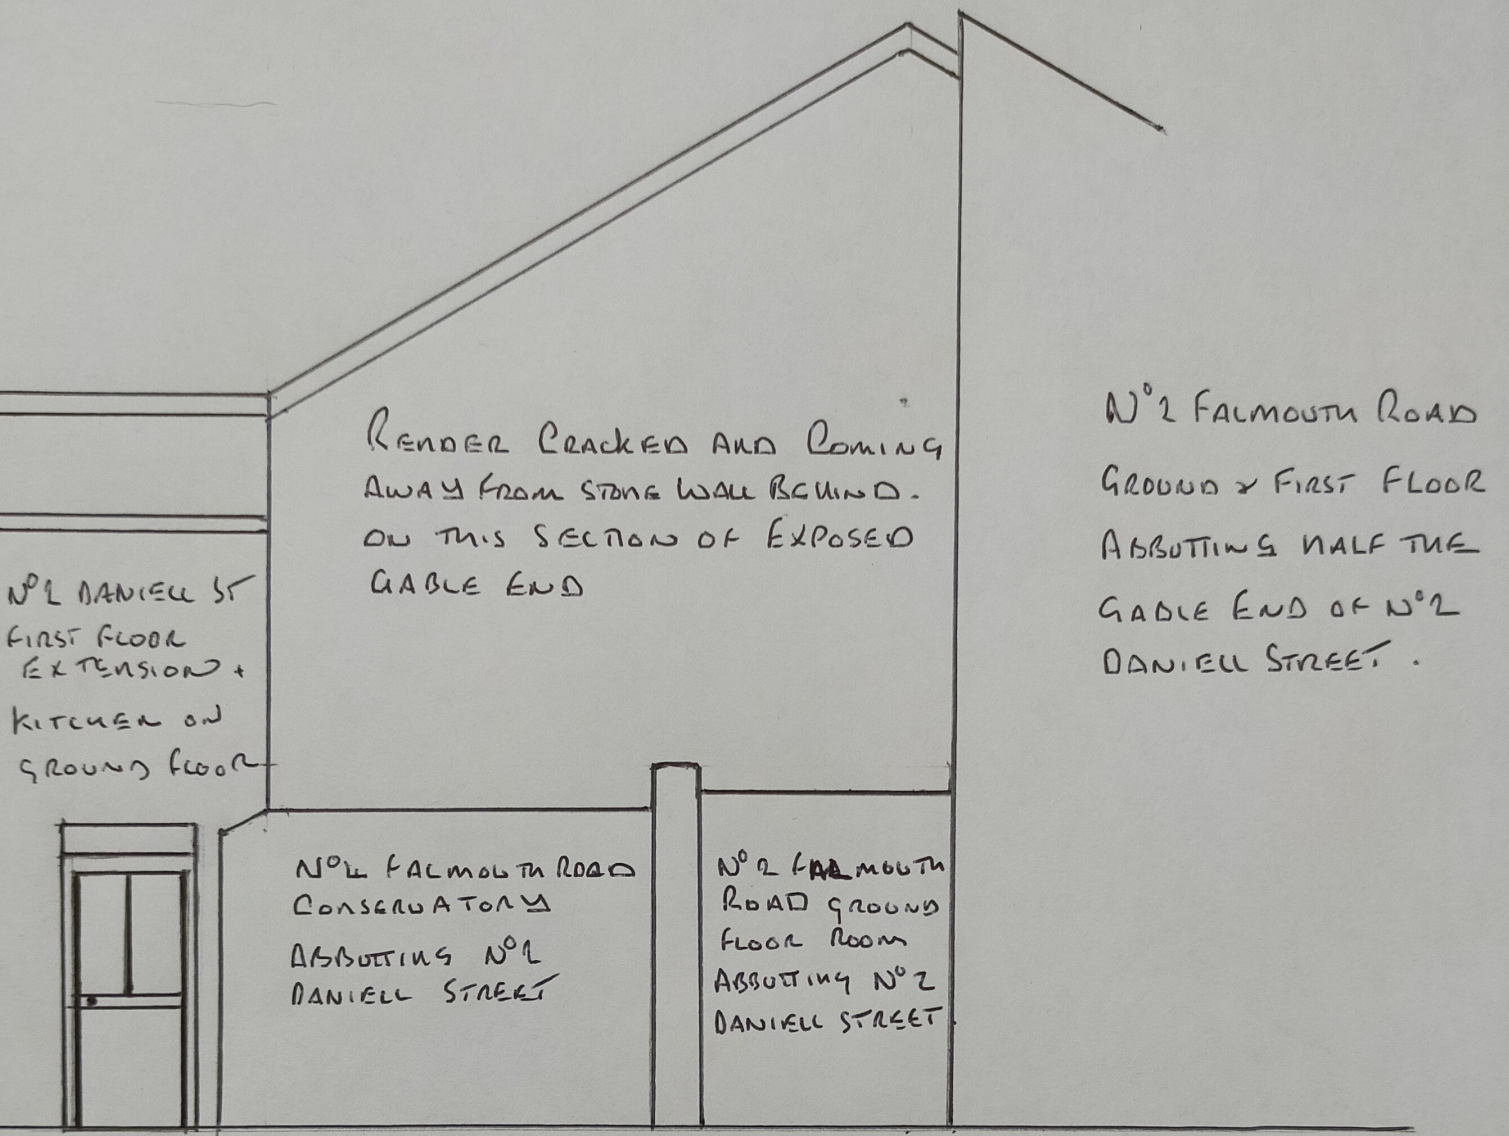 RENDER CRACKED AND COMING
AWAY FROM STONE WALL BEHIND.
ON THIS SECTION OF EXPOSED
GABLE END
N° 2 FALMOUTH ROAD
GROUND & FIRST FLOOR
ABBUTTING HALF THE
GABLE END OF N° 2
DANIELL STREET.
N° 2 DANIELL ST
FIRST FLOOR
EXTENSION +
KITCHEN ON
GROUND FLOOR
N° 4 FALMOUTH ROAD
CONSERVATORY
ABBUTTING N° 2
DANIELL STREET
N° 2 FALMOUTH
ROAD GROUND
FLOOR ROOM
ABBUTTING N° 2
DANIELL STREET